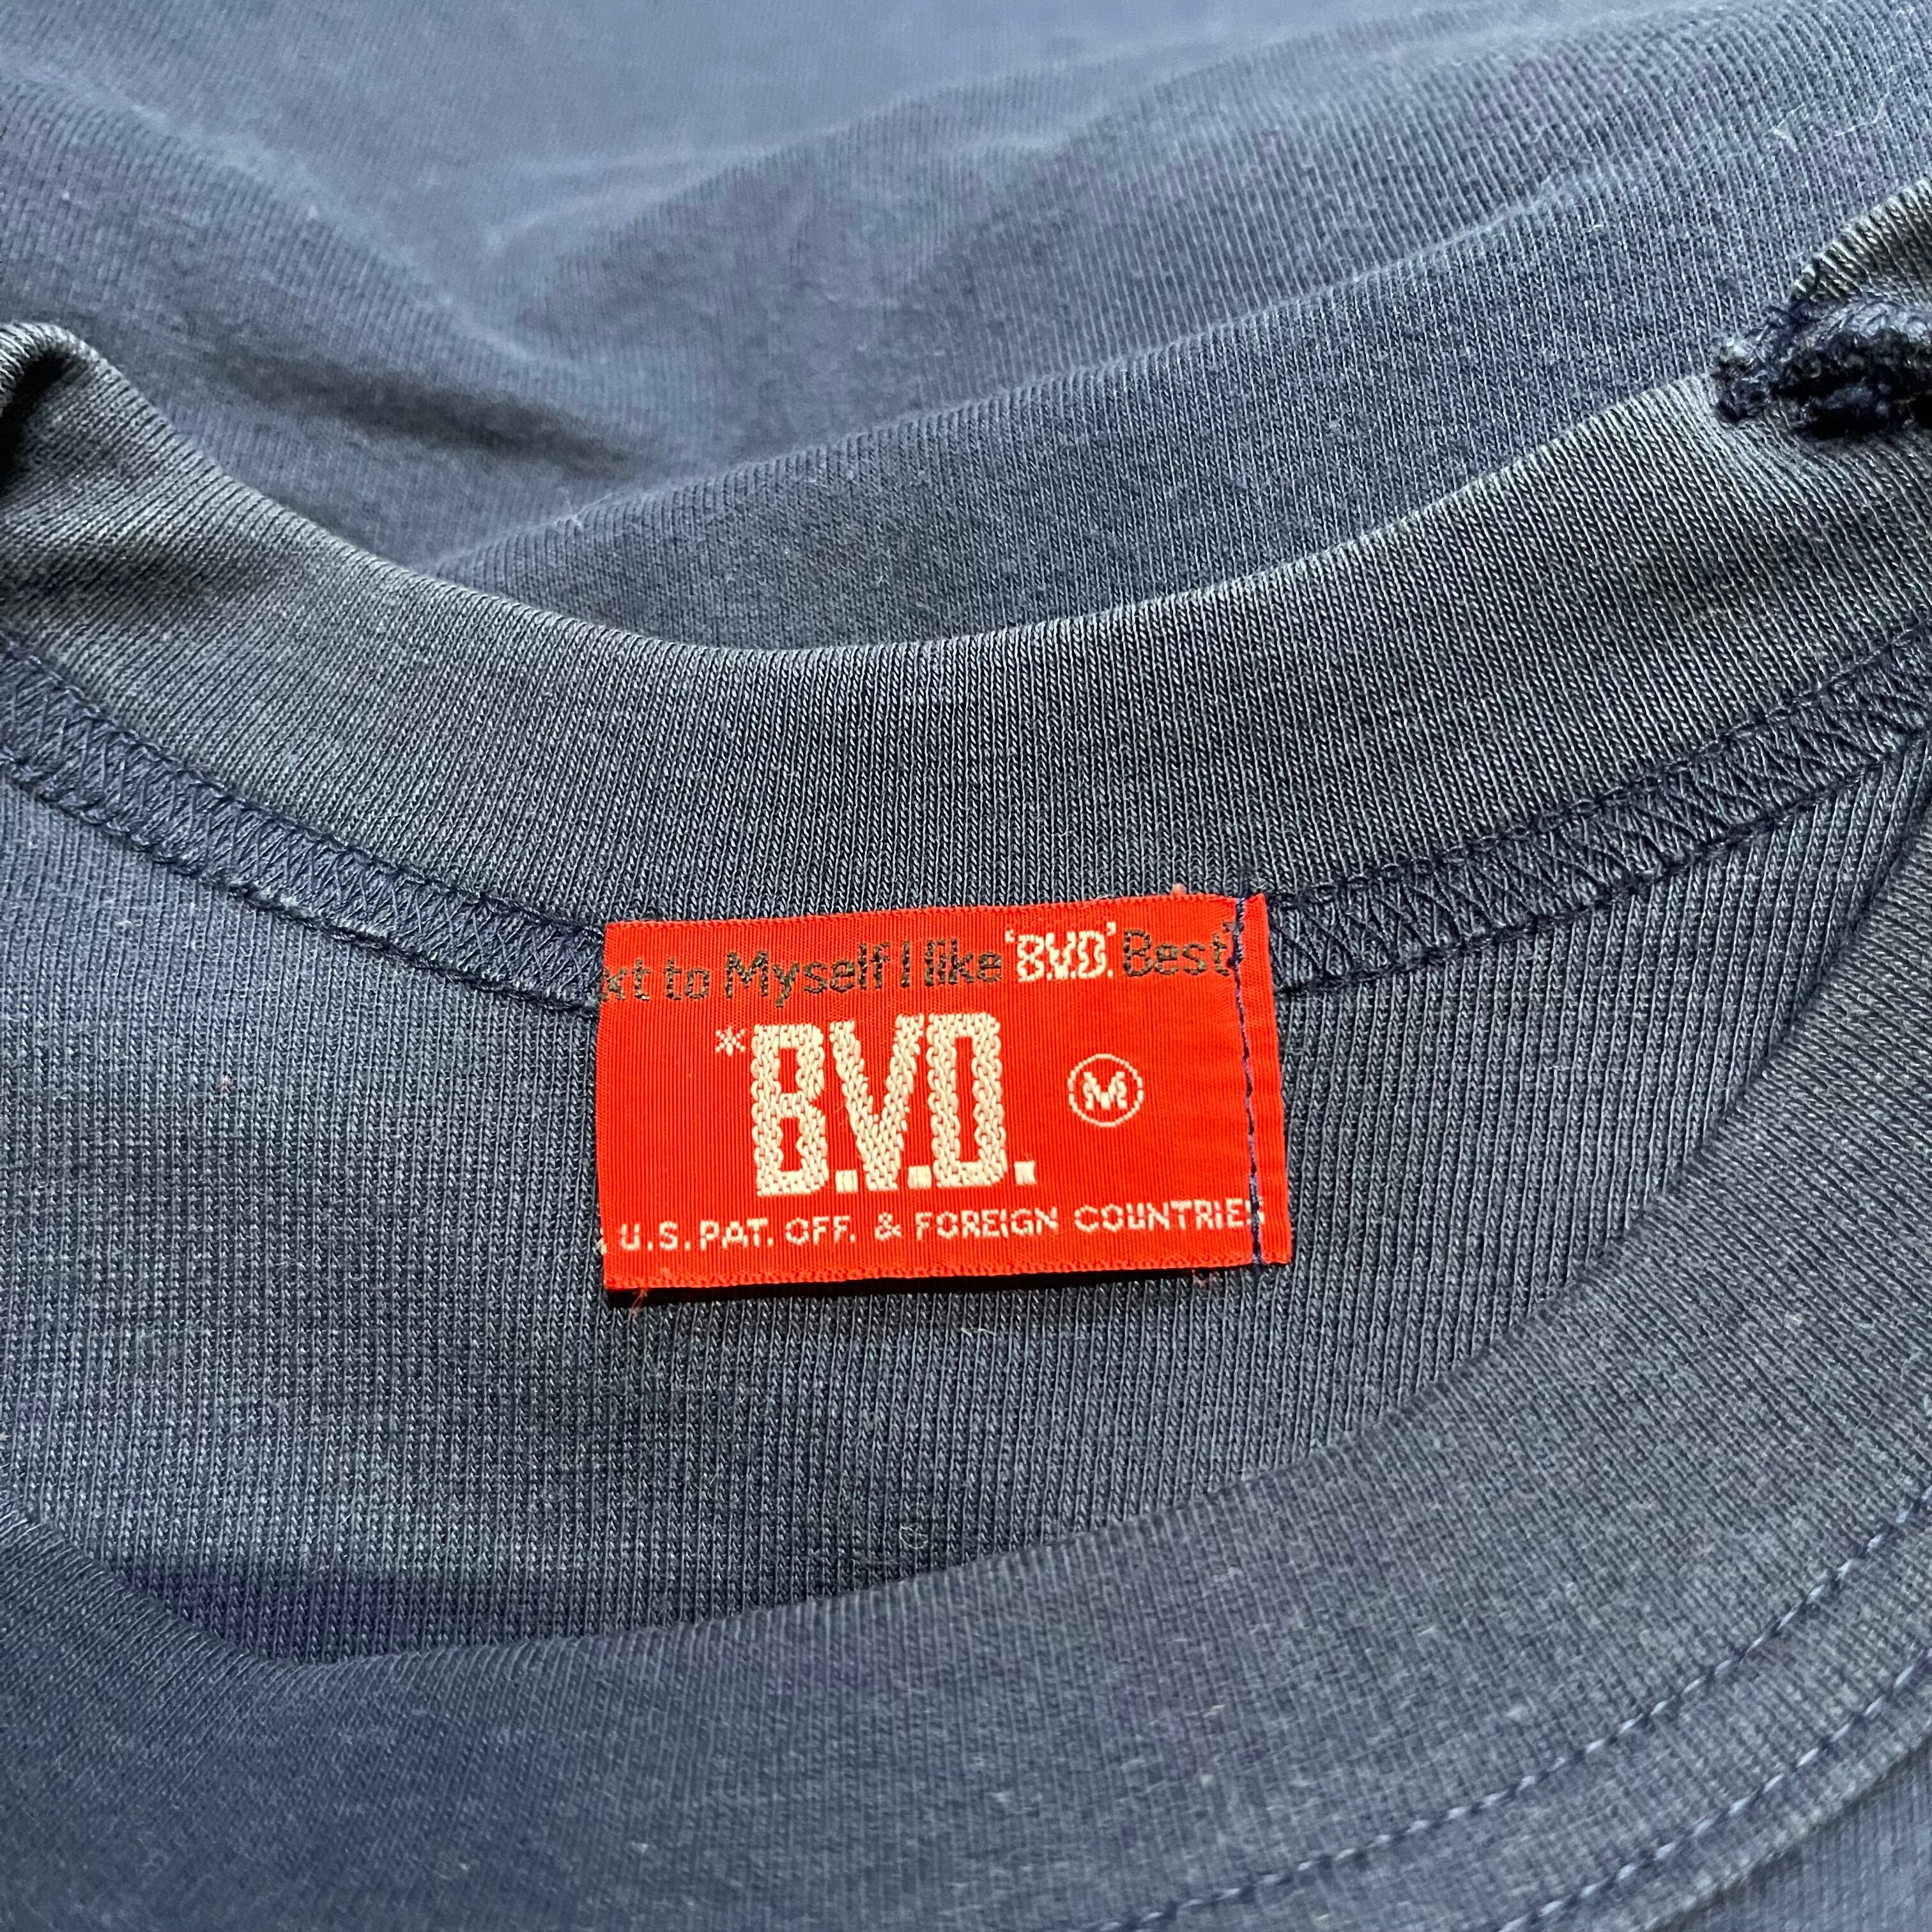 xt to Myself I like 'B.V.D.' Best"
*B.V.D. M
U.S. PAT. OFF. & FOREIGN COUNTRIES